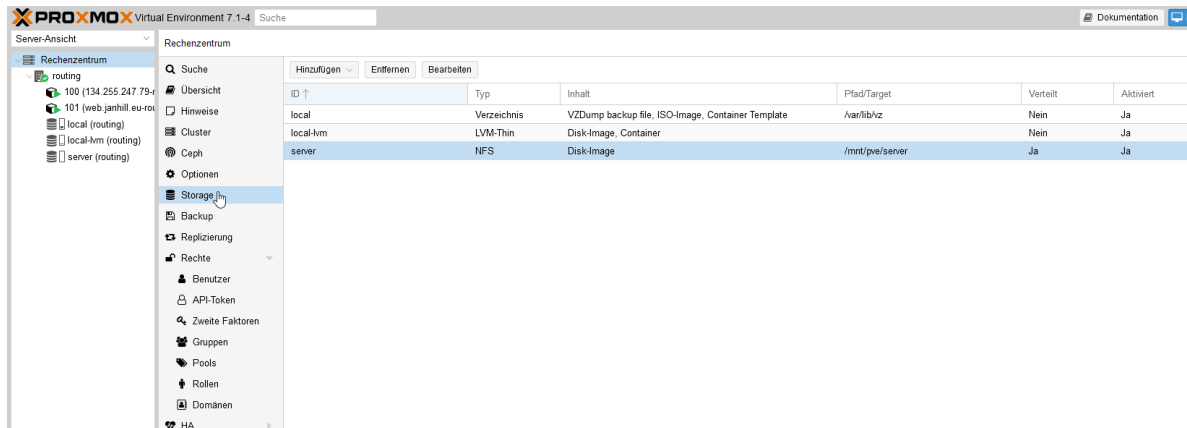 PROXMOX Virtual Environment 7.1-4 Suche Dokumentation
Server-Ansicht
Rechenzentrum
routing
100 (134.255.247.79-r
101 (web.janhill.eu-rou
local (routing)
local-lvm (routing)
server (routing)
Rechenzentrum
Suche
Übersicht
Hinweise
Cluster
Ceph
Optionen
Storage
Backup
Replizierung
Rechte
Benutzer
API-Token
Zweite Faktoren
Gruppen
Pools
Rollen
Domänen
HA
Hinzufügen Entfernen Bearbeiten
ID Typ Inhalt Pfad/Target Verteilt Aktiviert
local Verzeichnis VZDump backup file, ISO-Image, Container Template /var/lib/vz Nein Ja
local-lvm LVM-Thin Disk-Image, Container Nein Ja
server NFS Disk-Image /mnt/pve/server Ja Ja